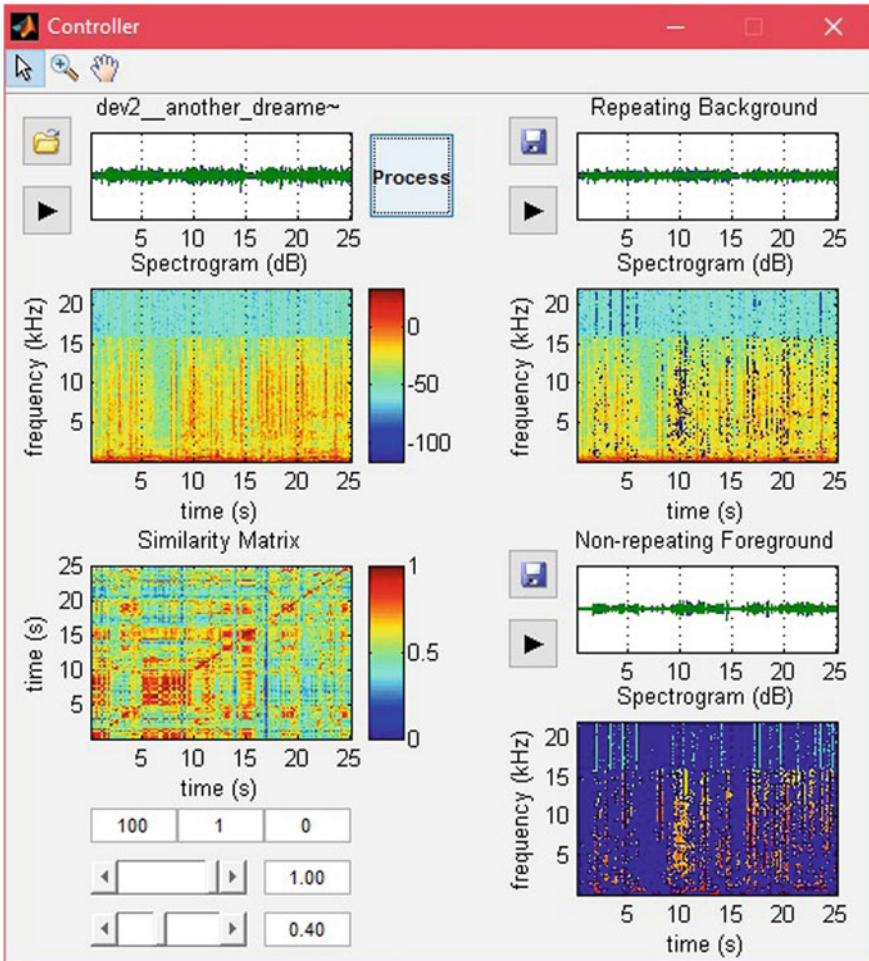 Controller
dev2__another_dreame~
5 10 15 20 25
Process
Spectrogram (dB)
frequency (kHz)
20
15
10
5
5 10 15 20 25
time (s)
0
-50
-100
Similarity Matrix
time (s)
25
20
15
10
5
5 10 15 20 25
time (s)
1
0.5
0
100 1 0
1.00
0.40
Repeating Background
5 10 15 20 25
Spectrogram (dB)
frequency (kHz)
20
15
10
5
5 10 15 20 25
time (s)
Non-repeating Foreground
5 10 15 20 25
Spectrogram (dB)
frequency (kHz)
20
15
10
5
5 10 15 20 25
time (s)